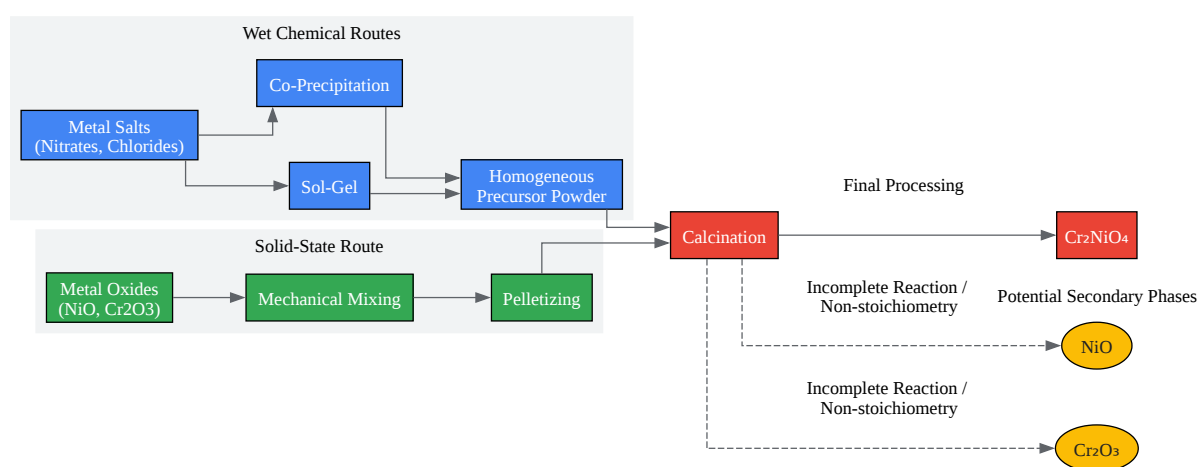 Wet Chemical Routes
Co-Precipitation
Metal Salts
(Nitrates, Chlorides)
Sol-Gel
Homogeneous
Precursor Powder
Solid-State Route
Metal Oxides
(NiO, Cr2O3)
Mechanical Mixing
Pelletizing
Calcination
Final Processing
Cr₂NiO₄
Incomplete Reaction /
Non-stoichiometry
Potential Secondary Phases
NiO
Incomplete Reaction /
Non-stoichiometry
Cr₂O₃